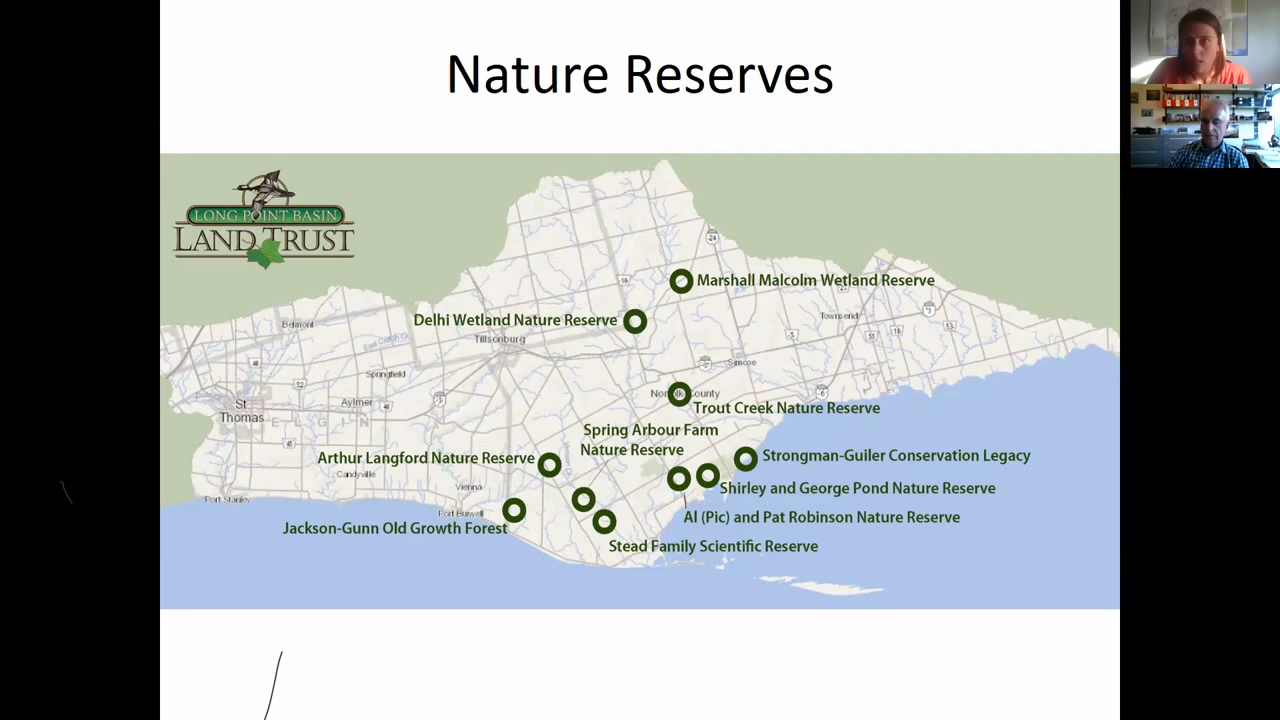 Nature Reserves
LONG POINT BASIN
LAND TRUST
24
Marshall Malcolm Wetland Reserve
Delhi Wetland Nature Reserve
Townsend
Belmont
Tillsonburg
Simcoe
Springfield
Norfolk County
St
Thomas
Aylmer
ELGIN
Trout Creek Nature Reserve
Spring Arbour Farm
Nature Reserve
Arthur Langford Nature Reserve
Strongman-Guiler Conservation Legacy
Candyville
Vienna
Shirley and George Pond Nature Reserve
Port Stanley
Port Burwell
Al (Pic) and Pat Robinson Nature Reserve
Jackson-Gunn Old Growth Forest
Stead Family Scientific Reserve